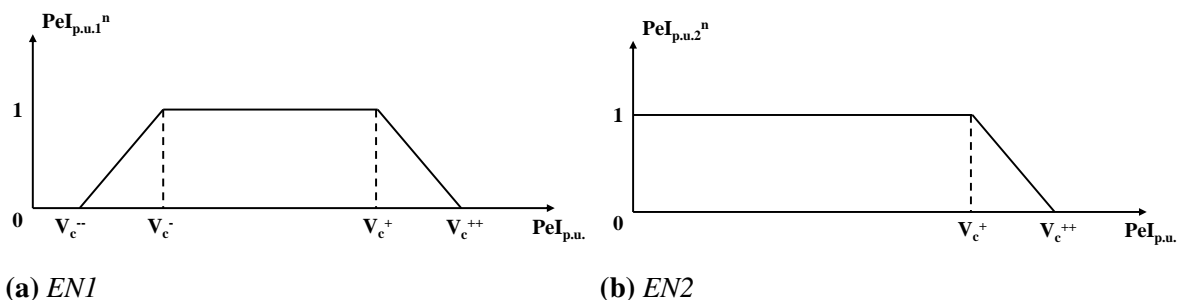 PeI_p.u.1^n
1
0
V_c^-- V_c^- V_c^+ V_c^++ PeI_p.u.
(a) EN1
PeI_p.u.2^n
1
0
V_c^+ V_c^++ PeI_p.u.
(b) EN2